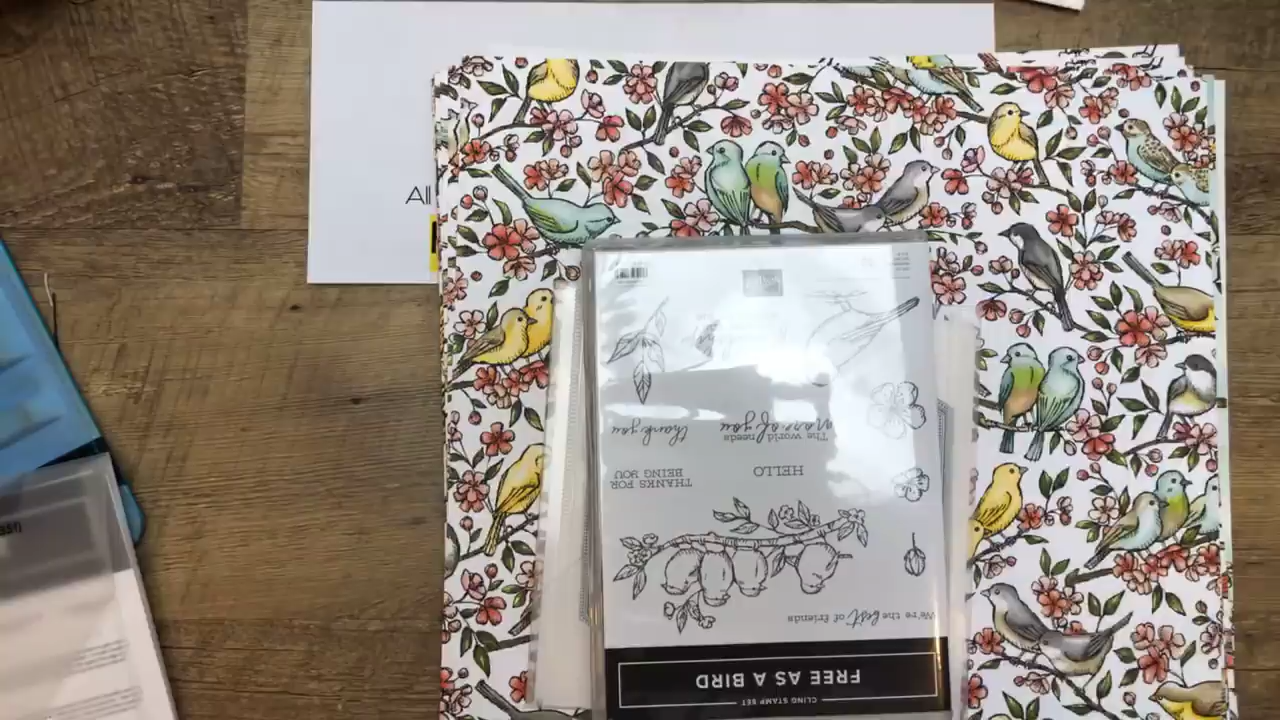 All
thank you
The world needs
more of you
THANKS FOR
BEING YOU
HELLO
We're the best of friends
FREE AS A BIRD
CLING STAMP SET